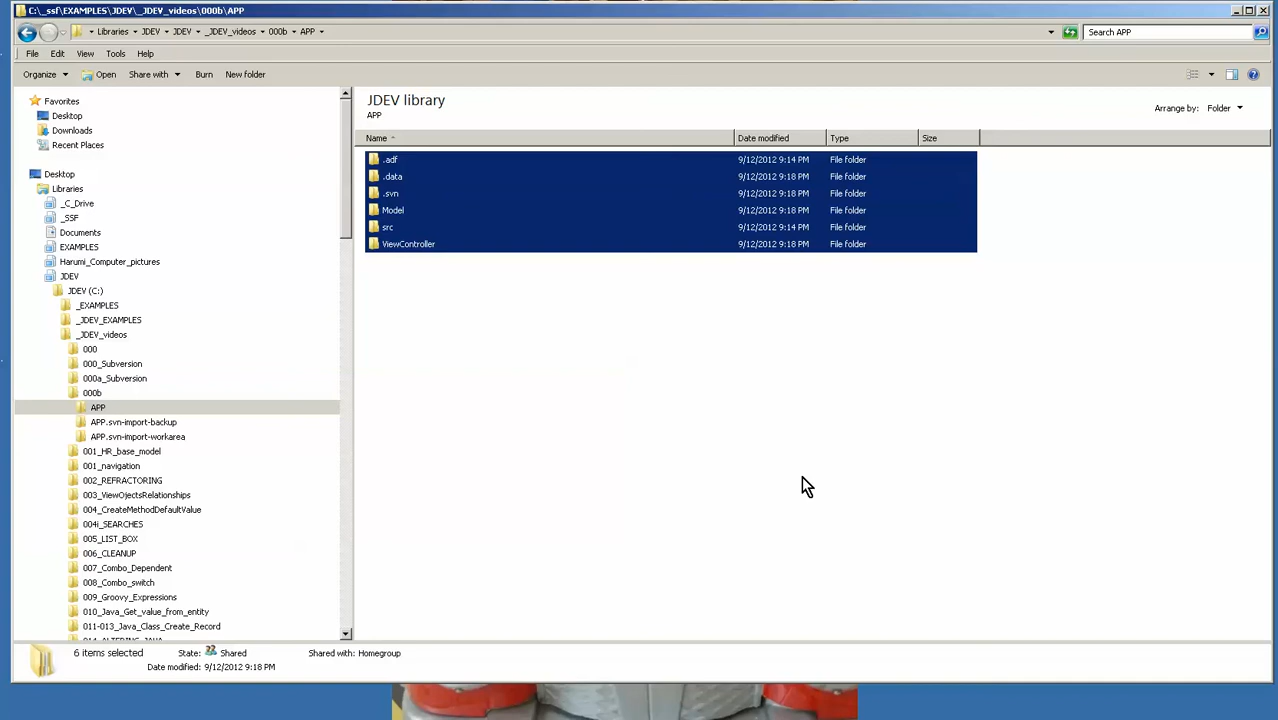 C:\_ssf\EXAMPLES\JDEV\_JDEV_videos\000b\APP
Libraries JDEV JDEV _JDEV_videos 000b APP
Search APP
File Edit View Tools Help
Organize Open Share with Burn New folder
Favorites
Desktop
Downloads
Recent Places
Desktop
Libraries
_C_Drive
_SSF
Documents
EXAMPLES
Harumi_Computer_pictures
JDEV
JDEV (C:)
_EXAMPLES
_JDEV_EXAMPLES
_JDEV_videos
000
000_Subversion
000a_Subversion
000b
APP
APP.svn-import-backup
APP.svn-import-workarea
001_HR_base_model
001_navigation
002_REFRACTORING
003_ViewOjectsRelationships
004_CreateMethodDefaultValue
004i_SEARCHES
005_LIST_BOX
006_CLEANUP
007_Combo_Dependent
008_Combo_switch
009_Groovy_Expressions
010_Java_Get_value_from_entity
011-013_Java_Class_Create_Record
014_ALTERING_JAVA
JDEV library
APP
Arrange by: Folder
Name Date modified Type Size
.adf 9/12/2012 9:14 PM File folder
.data 9/12/2012 9:18 PM File folder
.svn 9/12/2012 9:18 PM File folder
Model 9/12/2012 9:18 PM File folder
src 9/12/2012 9:14 PM File folder
ViewController 9/12/2012 9:18 PM File folder
6 items selected State: Shared Shared with: Homegroup
Date modified: 9/12/2012 9:18 PM